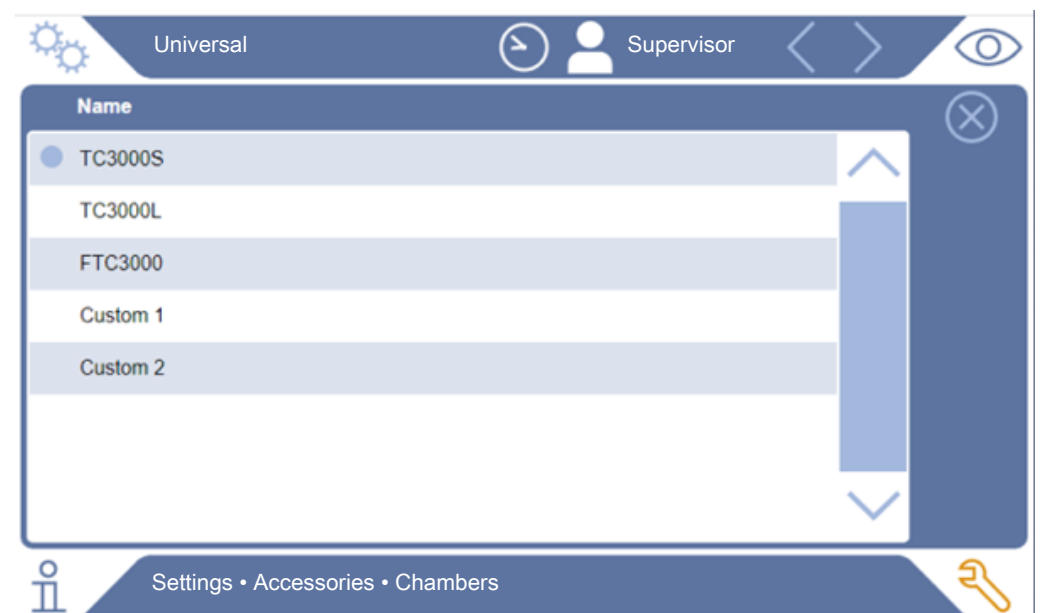 Universal
Supervisor
Name
TC3000S
TC3000L
FTC3000
Custom 1
Custom 2
Settings • Accessories • Chambers